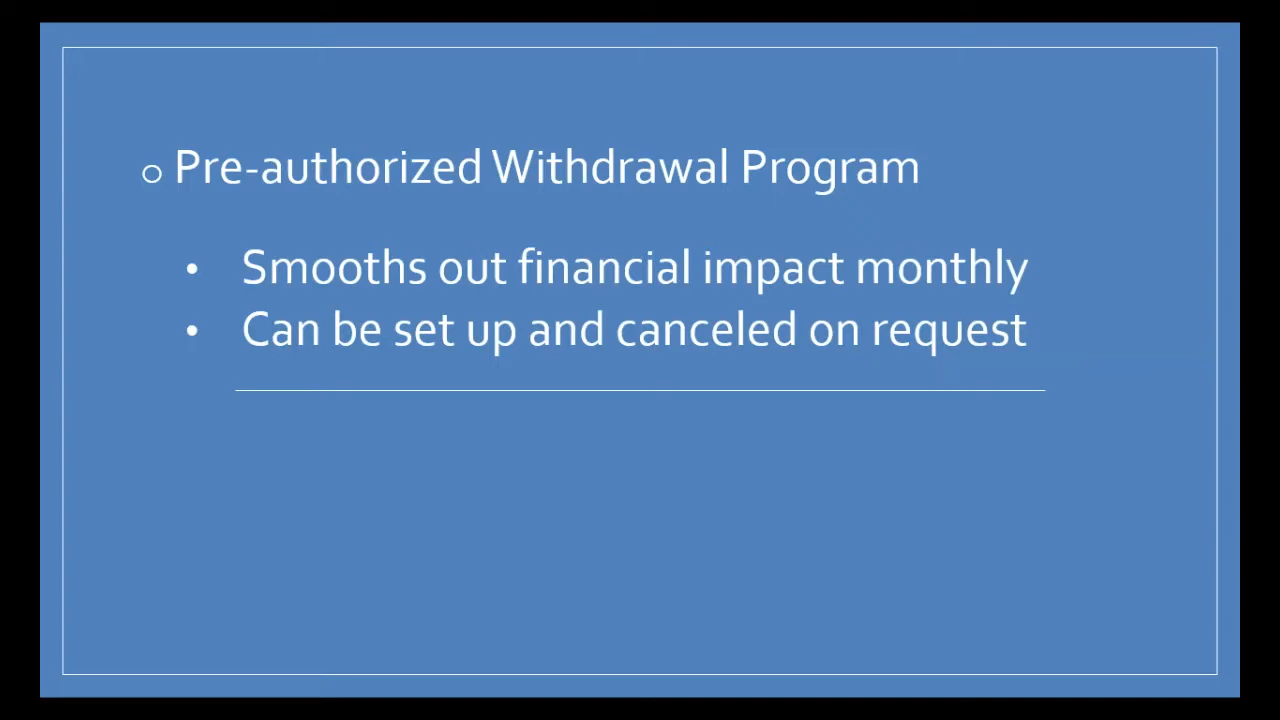 o Pre-authorized Withdrawal Program
• Smooths out financial impact monthly
• Can be set up and canceled on request